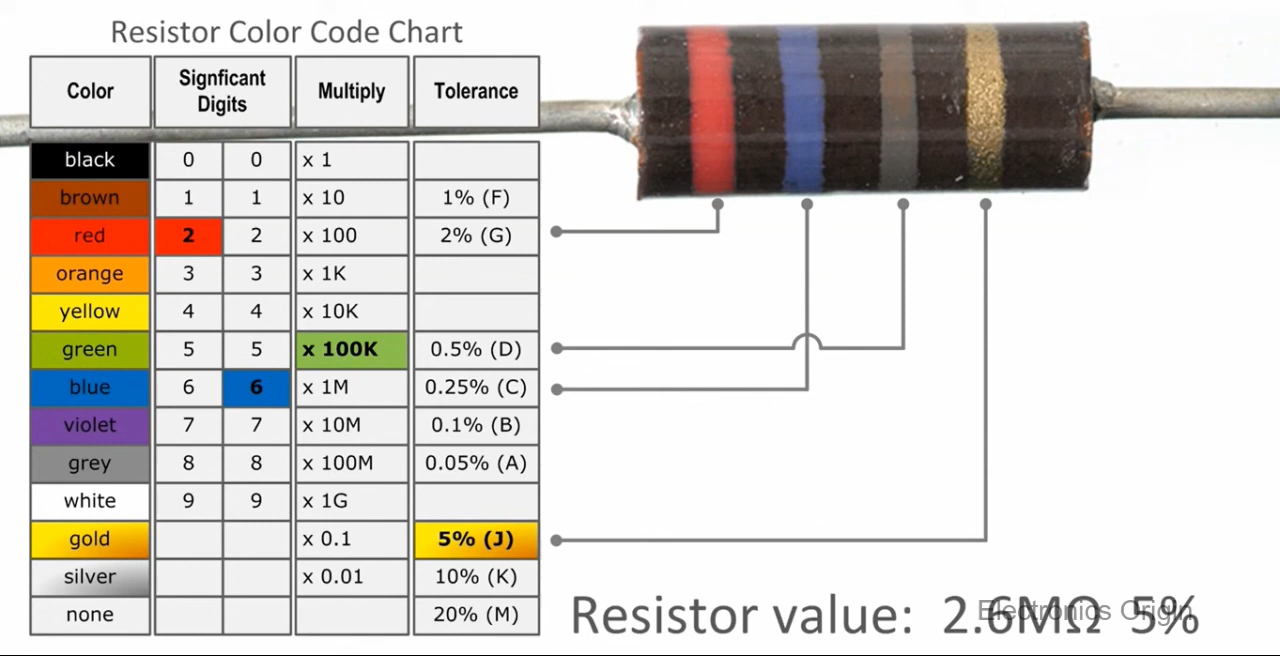 Resistor Color Code Chart
Color Signficant Digits Multiply Tolerance
black 0 0 x 1
brown 1 1 x 10 1% (F)
red 2 2 x 100 2% (G)
orange 3 3 x 1K
yellow 4 4 x 10K
green 5 5 x 100K 0.5% (D)
blue 6 6 x 1M 0.25% (C)
violet 7 7 x 10M 0.1% (B)
grey 8 8 x 100M 0.05% (A)
white 9 9 x 1G
gold x 0.1 5% (J)
silver x 0.01 10% (K)
none 20% (M)
Resistor value: 2.6MΩ 5%
Electronics Origin